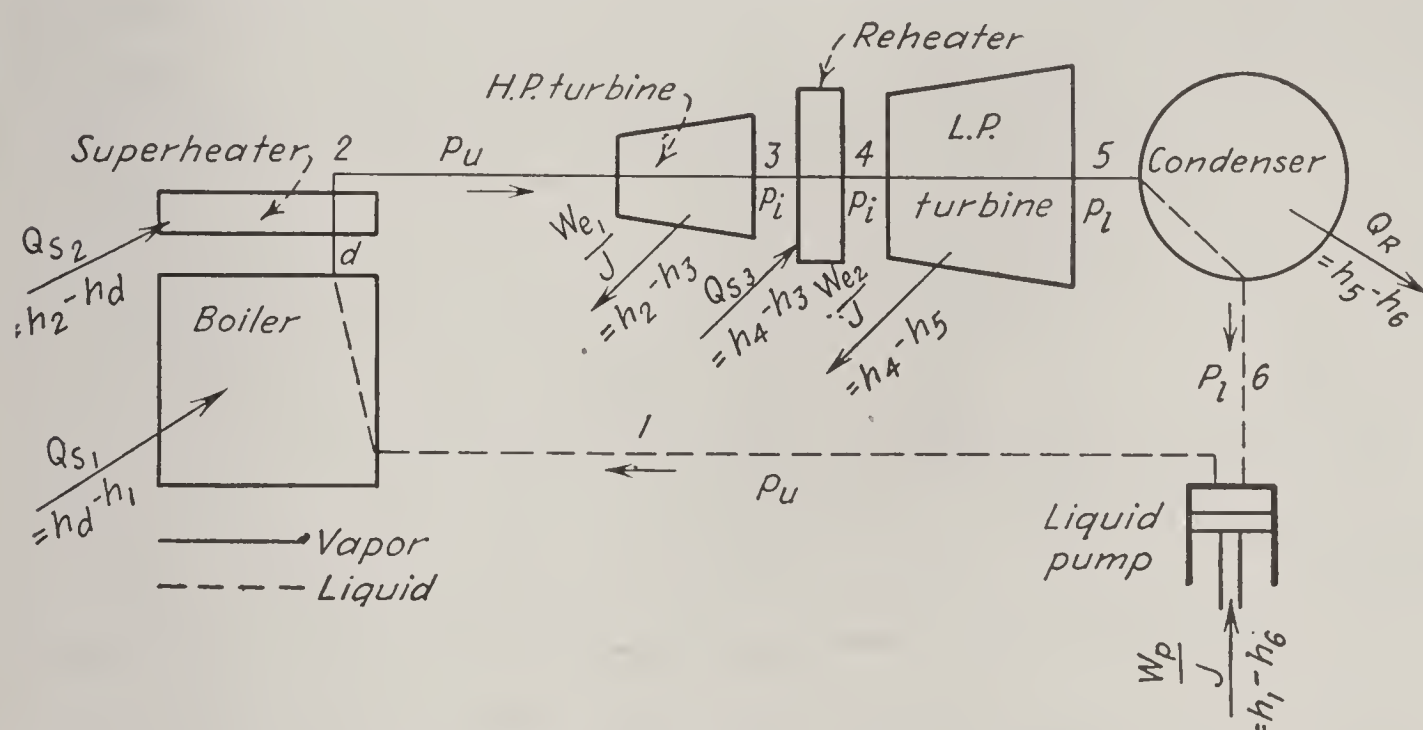 Reheater
H.P. turbine
L.P.
turbine
Superheater
2
Pu
3
Pi
4
Pi
5
Pl
Condenser
QS2
=h2-hd
d
We1/J
=h2-h3
QS3
=h4-h3
We2/J
=h4-h5
QR
=h5-h6
Boiler
Pl 6
QS1
=hd-h1
1
Pu
Liquid
pump
Vapor
Liquid
Wp/J
=h1-h6